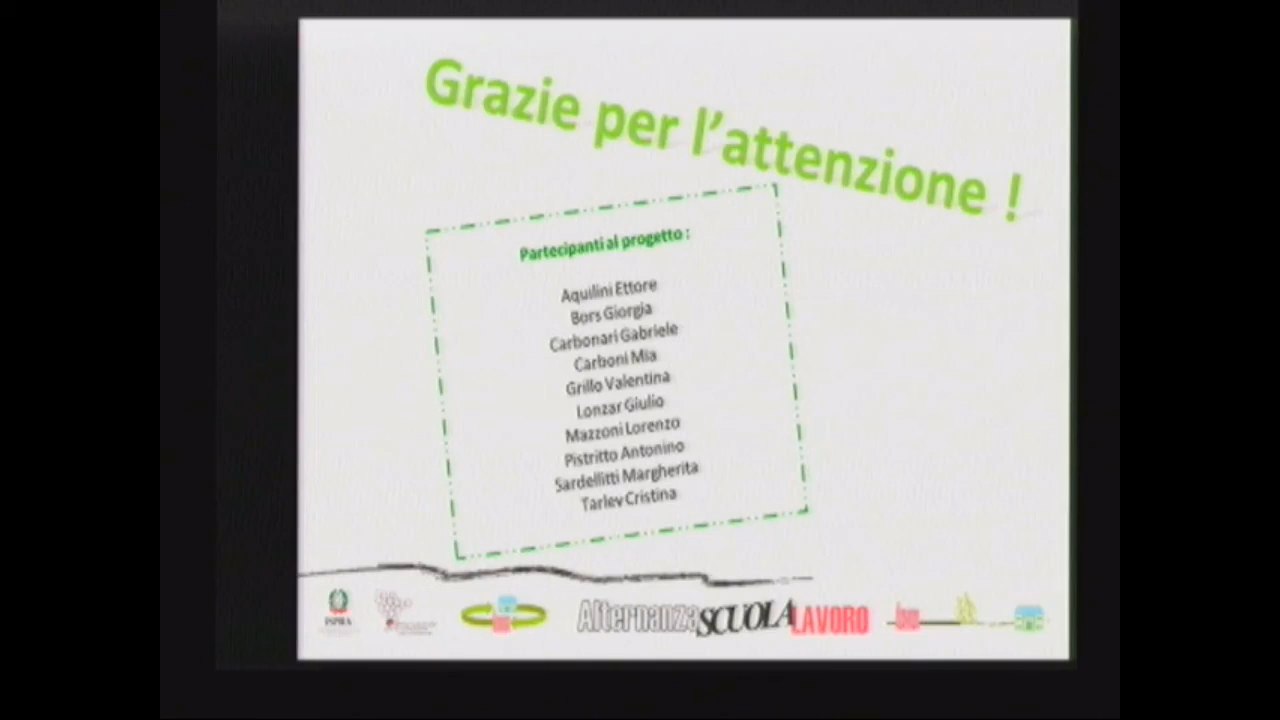 Grazie per l'attenzione !
Partecipanti al progetto :
Aquilini Ettore
Bors Giorgia
Carbonari Gabriele
Carboni Mia
Grillo Valentina
Lonzar Giulio
Mazzoni Lorenzo
Pistritto Antonino
Sardellitti Margherita
Tarlev Cristina
ISPRA
AlternanzaSCUOLALAVORO